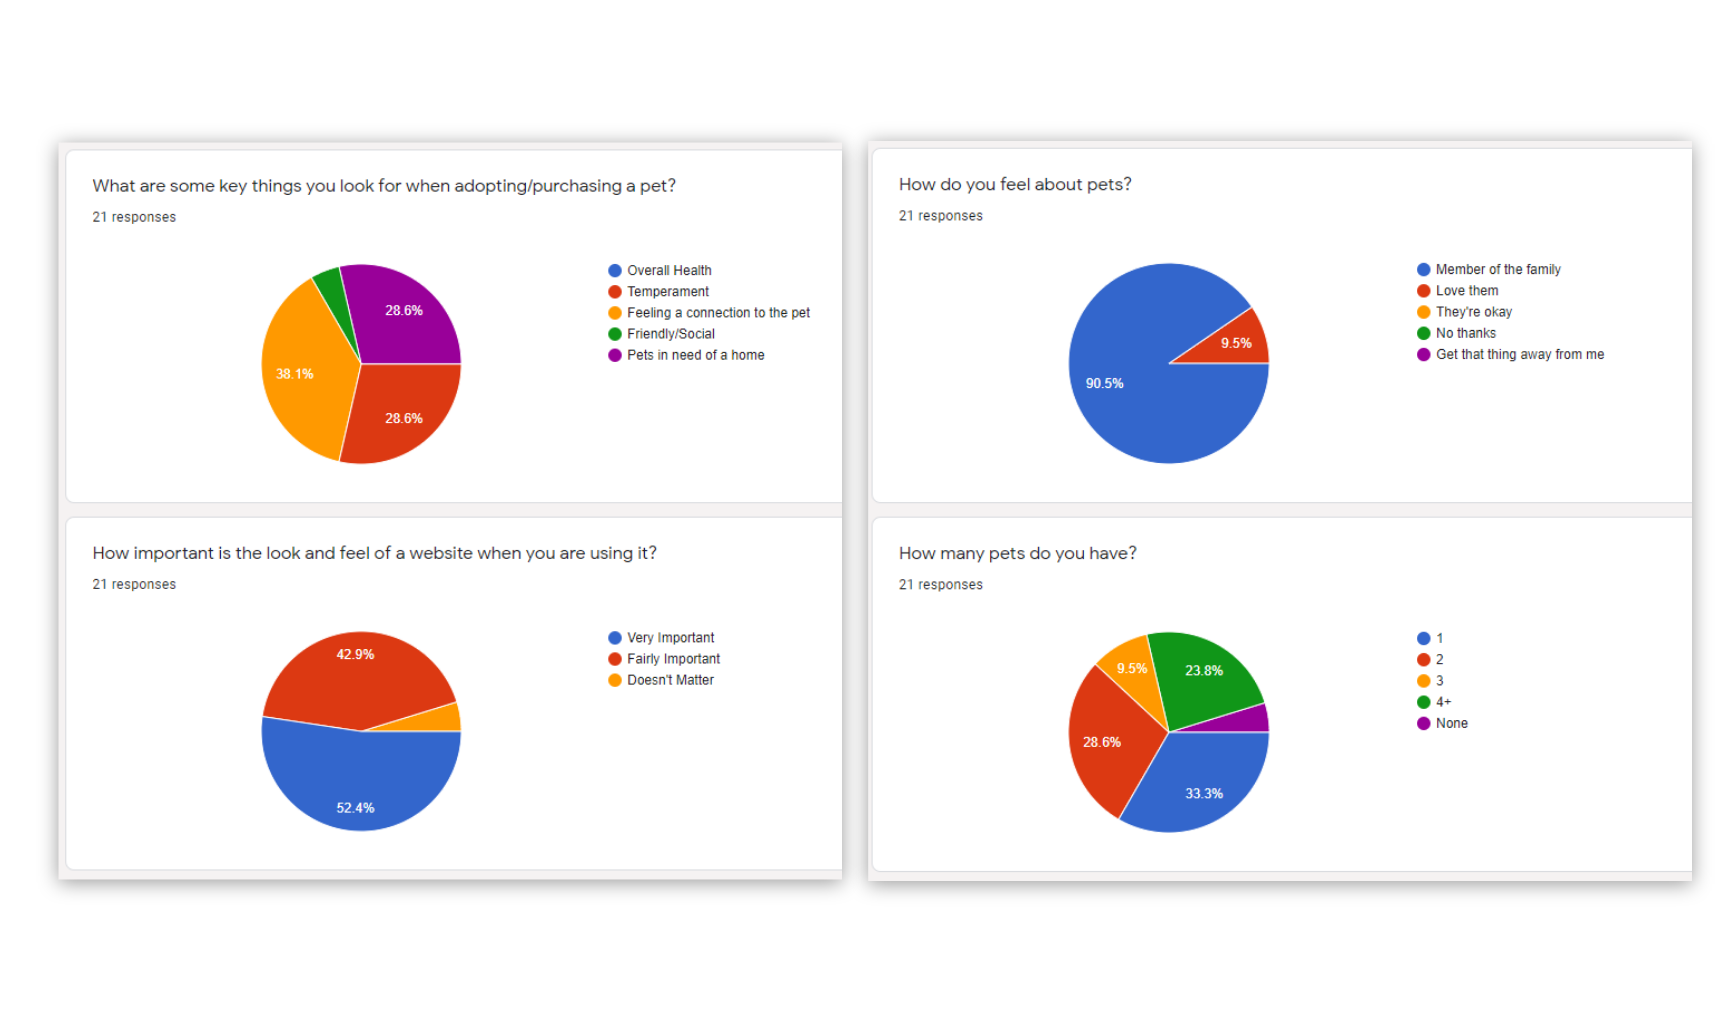 What are some key things you look for when adopting/purchasing a pet?
21 responses
28.6%
38.1%
28.6%
Overall Health
Temperament
Feeling a connection to the pet
Friendly/Social
Pets in need of a home
How do you feel about pets?
21 responses
9.5%
90.5%
Member of the family
Love them
They're okay
No thanks
Get that thing away from me
How important is the look and feel of a website when you are using it?
21 responses
42.9%
52.4%
Very Important
Fairly Important
Doesn't Matter
How many pets do you have?
21 responses
9.5%
23.8%
28.6%
33.3%
1
2
3
4+
None